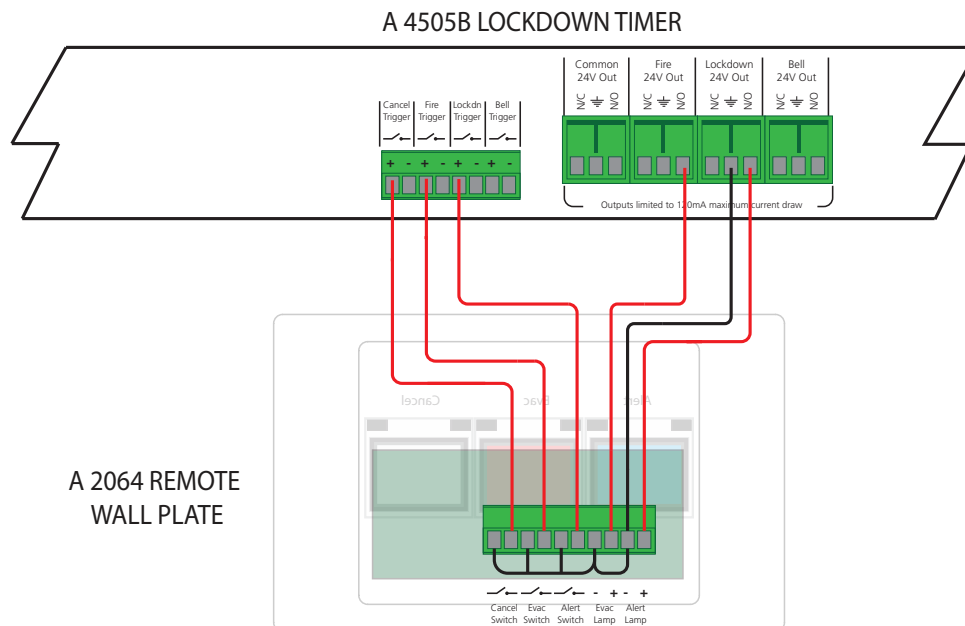 A 4505B LOCKDOWN TIMER
Common Fire Lockdown Bell
24V Out 24V Out 24V Out 24V Out
N/C N/O N/C N/O N/C N/O N/C N/O
Cancel Fire Lockdn Bell
Trigger Trigger Trigger Trigger
+ - + - + - + -
Outputs limited to 120mA maximum current draw
Cancel Evac Alert
A 2064 REMOTE
WALL PLATE
- + - +
Cancel Evac Alert Evac Alert
Switch Switch Switch Lamp Lamp